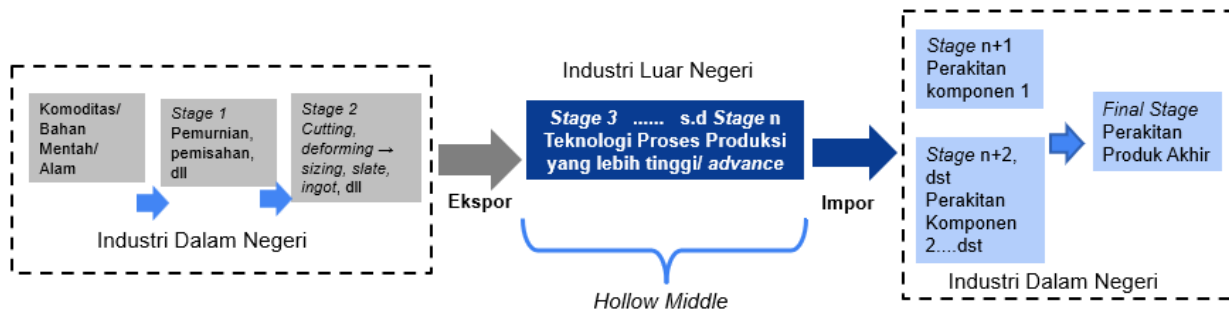 Komoditas/
Bahan
Mentah/
Alam
Stage 1
Pemurnian,
pemisahan,
dll
Stage 2
Cutting,
deforming →
sizing, slate,
ingot, dll
Industri Dalam Negeri
Ekspor
Industri Luar Negeri
Stage 3 ...... s.d Stage n
Teknologi Proses Produksi
yang lebih tinggi/ advance
Hollow Middle
Impor
Stage n+1
Perakitan
komponen 1
Stage n+2,
dst
Perakitan
Komponen
2....dst
Final Stage
Perakitan
Produk Akhir
Industri Dalam Negeri